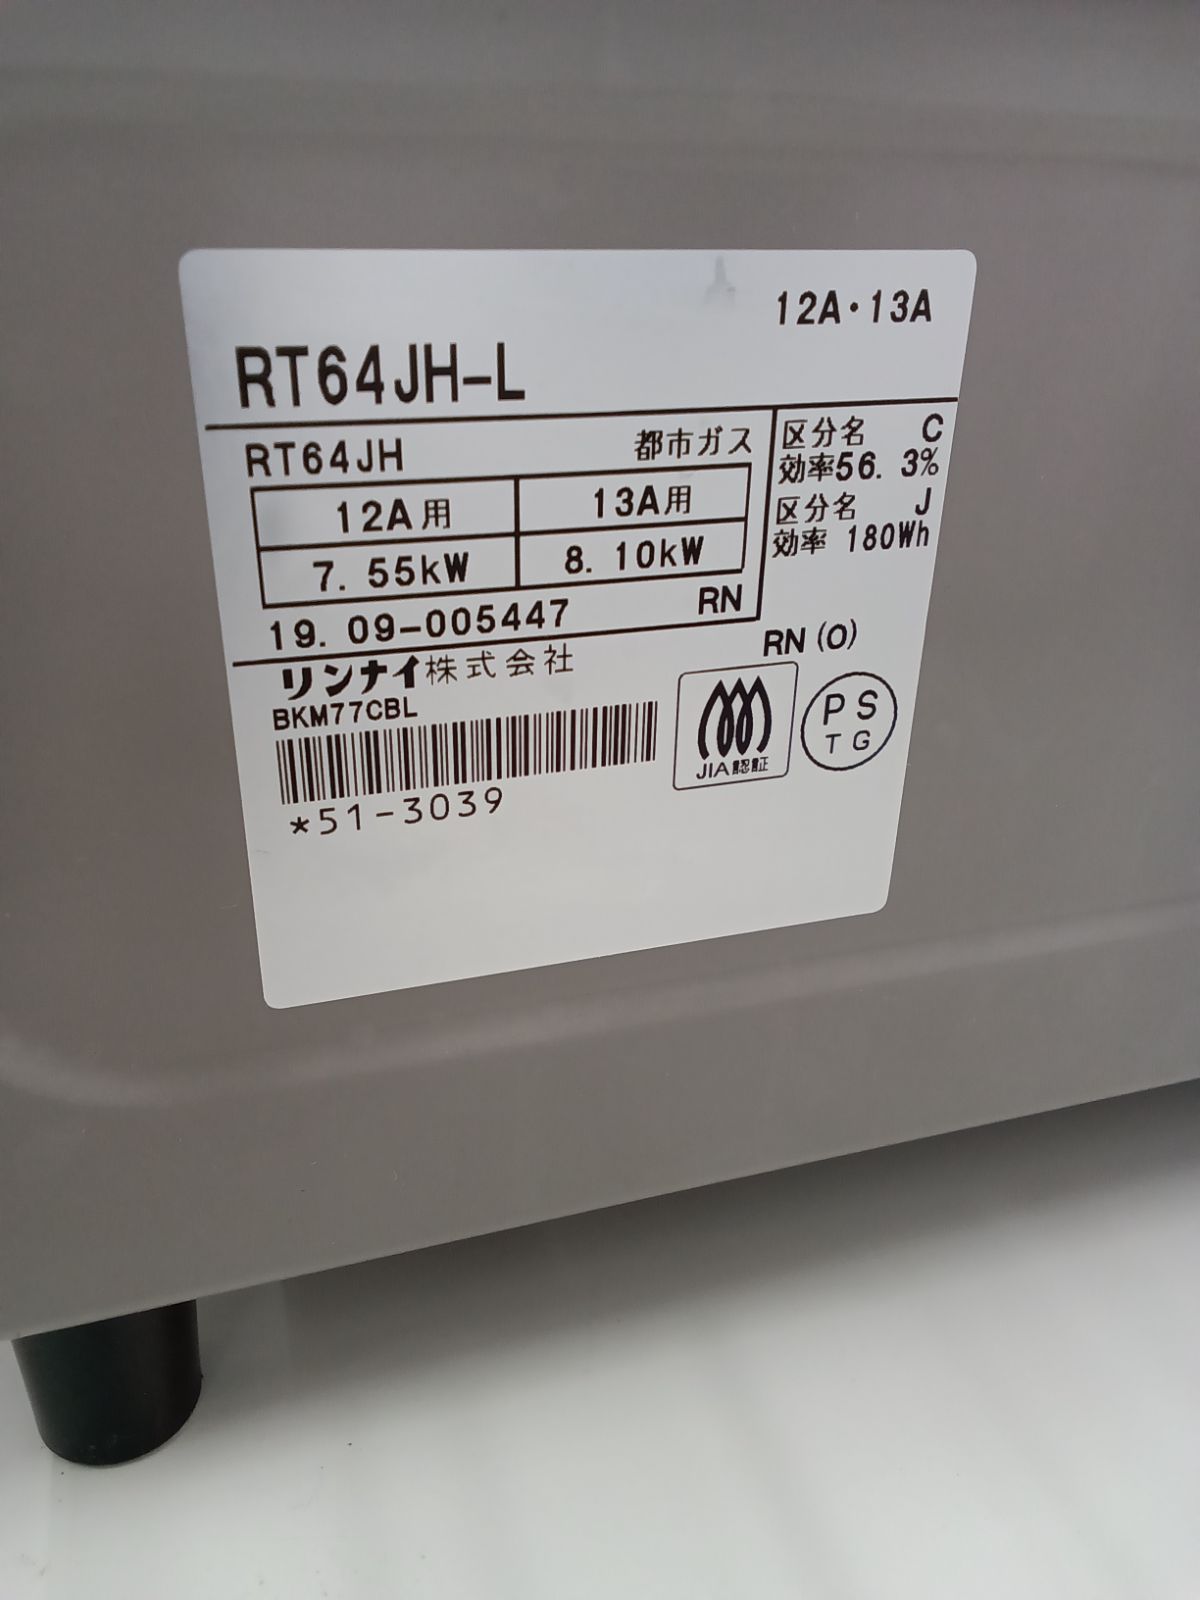 12A・13A
RT64JH-L
RT64JH 都市ガス
12A用 13A用
7. 55kW 8. 10kW
19. 09-005447 RN
区分名 C
効率56. 3%
区分名 J
効率 180Wh
RN(O)
リンナイ株式会社
BKM77CBL
*51-3039
JIA認証
PS
TG